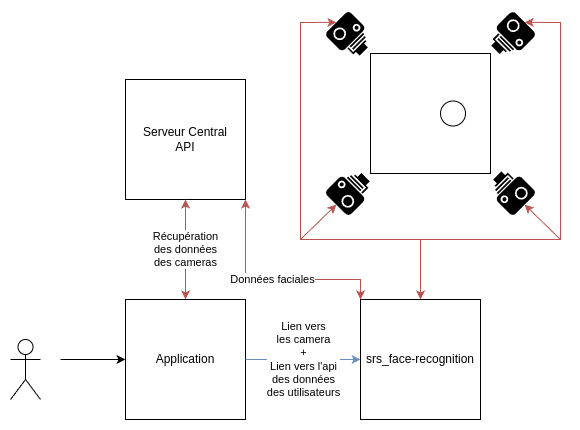 Serveur Central
API
Récupération
des données
des cameras
Données faciales
Application
Lien vers
les camera
+
Lien vers l'api
des données
des utilisateurs
srs_face-recognition